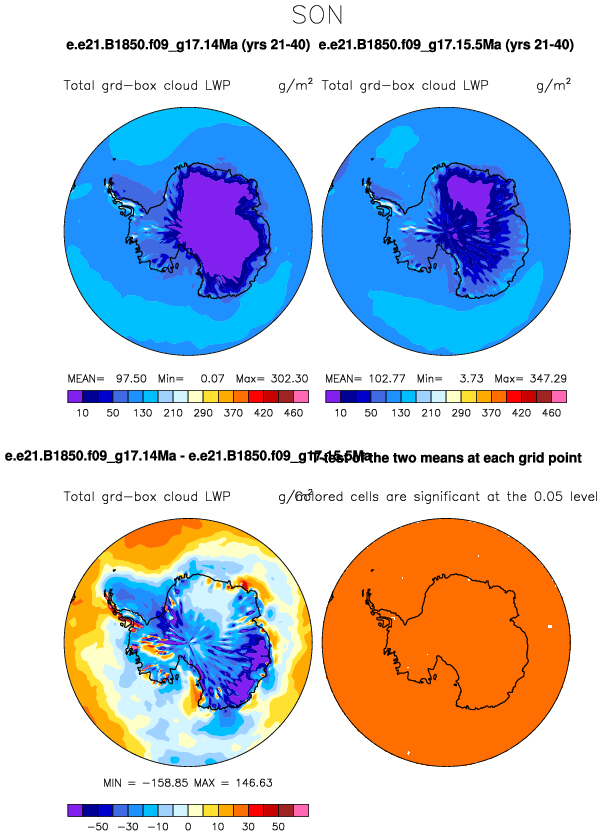 SON
e.e21.B1850.f09_g17.14Ma (yrs 21-40) e.e21.B1850.f09_g17.15.5Ma (yrs 21-40)
Total grd-box cloud LWP g/m² Total grd-box cloud LWP g/m²
MEAN= 97.50 Min= 0.07 Max= 302.30 MEAN= 102.77 Min= 3.73 Max= 347.29
10 50 130 210 290 370 420 460 10 50 130 210 290 370 420 460
e.e21.B1850.f09_g17.14Ma - e.e21.B1850.f09_g17.15.5Ma T-test of the two means at each grid point
Total grd-box cloud LWP g/m² Colored cells are significant at the 0.05 level
MIN = -158.85 MAX = 146.63
-50 -30 -10 0 10 30 50